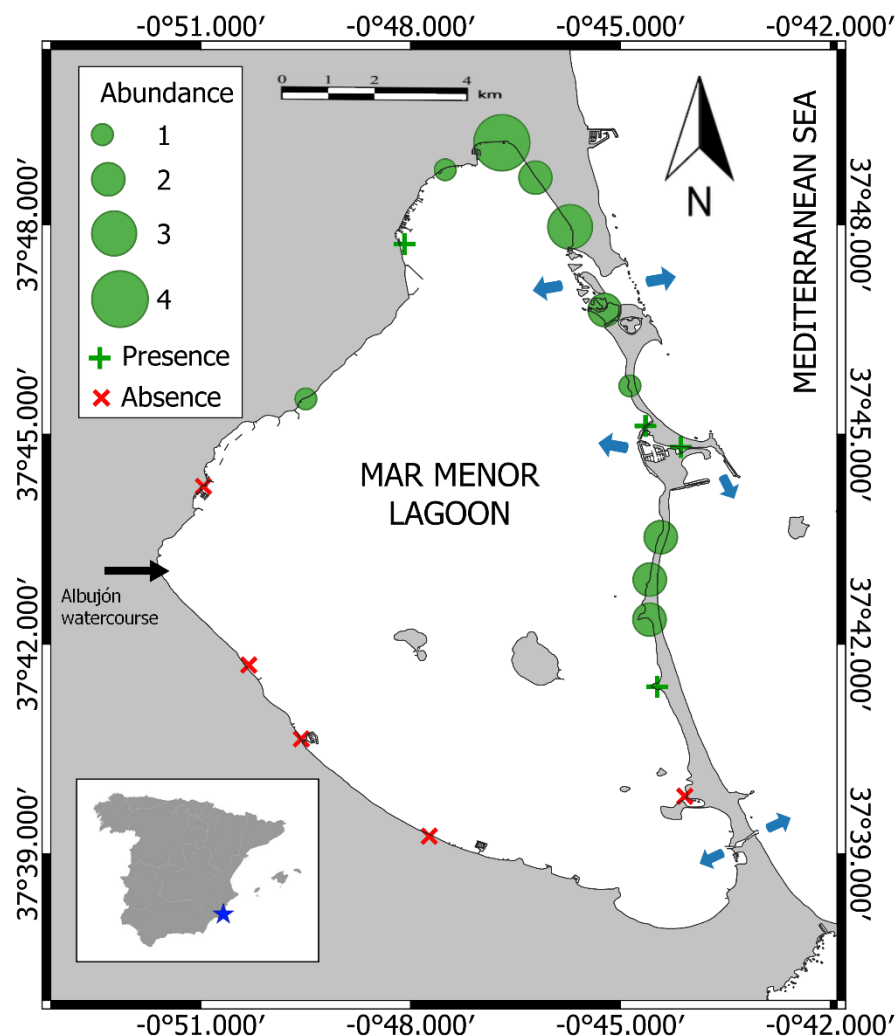 -0°51.000’ -0°48.000’ -0°45.000’ -0°42.000’
Abundance
1
2
3
4
Presence
Absence
0 1 2 4
km
N
MEDITERRANEAN SEA
37°48.000’
37°48.000’
37°45.000’
37°45.000’
MAR MENOR
LAGOON
Albujón
watercourse
37°42.000’
37°42.000’
37°39.000’
37°39.000’
-0°51.000’ -0°48.000’ -0°45.000’ -0°42.000’